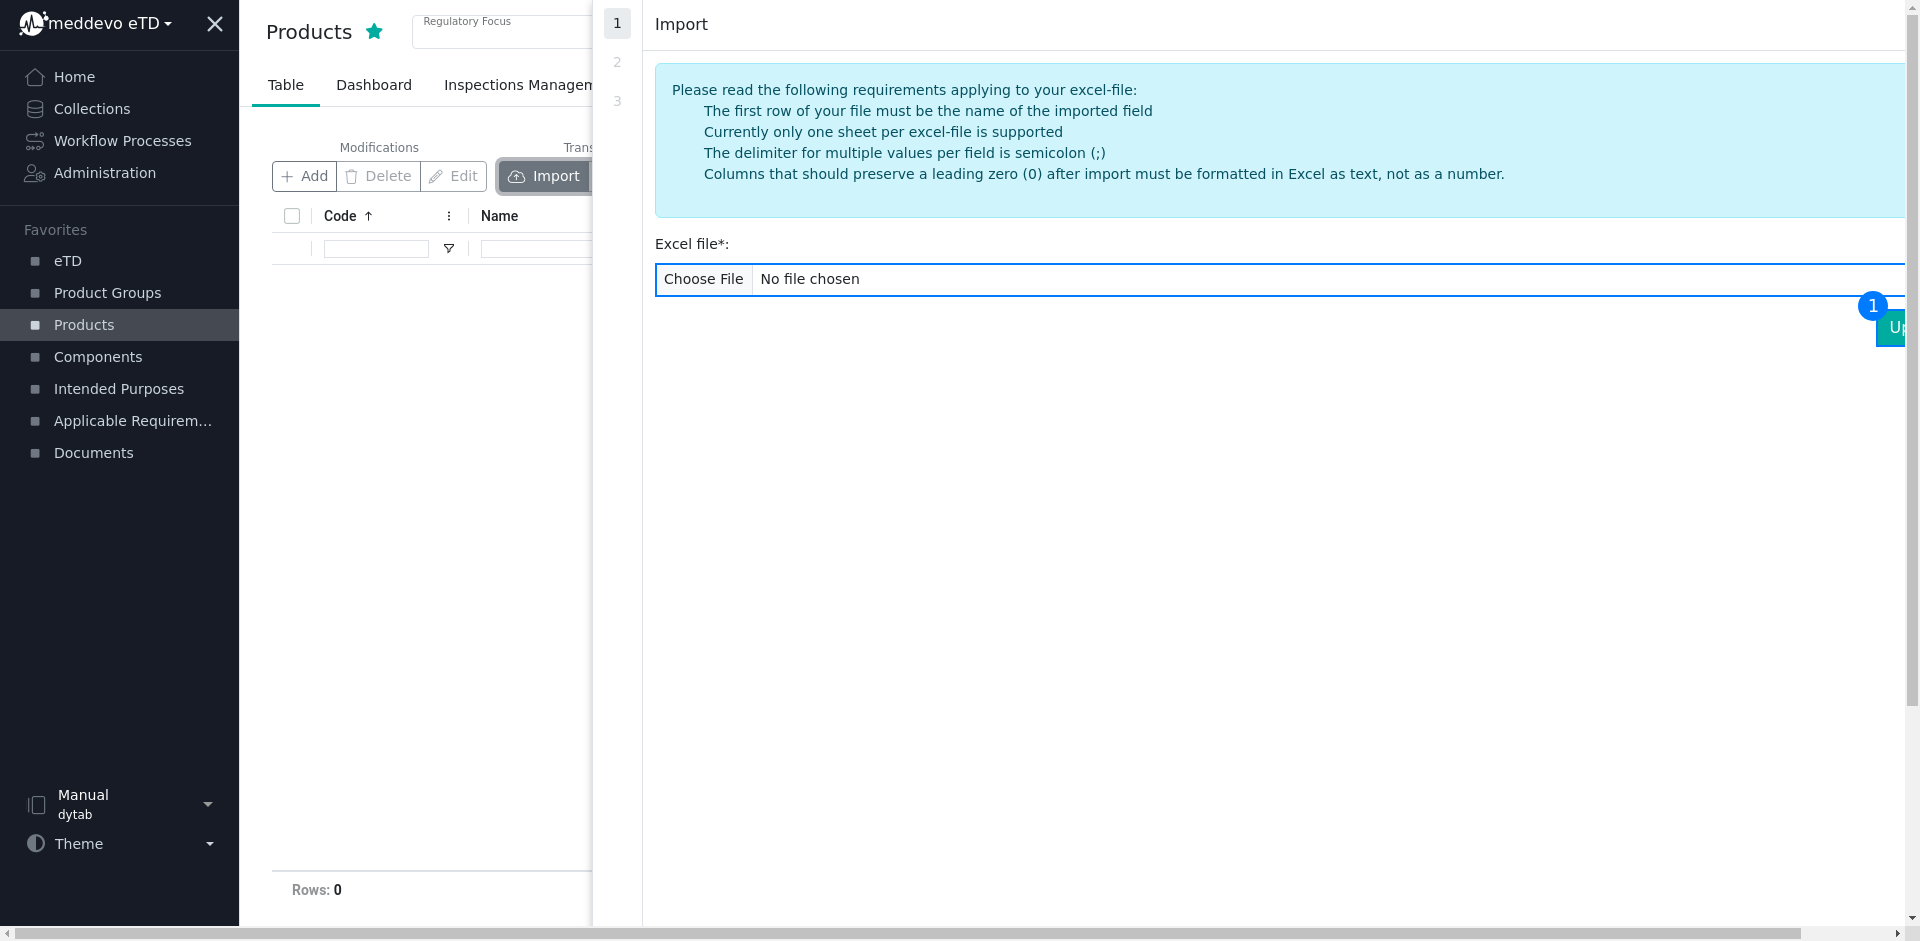 meddevo eTD
Home
Collections
Workflow Processes
Administration
Favorites
eTD
Product Groups
Products
Components
Intended Purposes
Applicable Requirem...
Documents
Manual
dytab
Theme
Products
Regulatory Focus
Table
Dashboard
Inspections Managem
Modifications
Trans
Add
Delete
Edit
Import
Code
Name
Rows: 0
1
2
3
Import
Please read the following requirements applying to your excel-file:
The first row of your file must be the name of the imported field
Currently only one sheet per excel-file is supported
The delimiter for multiple values per field is semicolon (;)
Columns that should preserve a leading zero (0) after import must be formatted in Excel as text, not as a number.
Excel file*:
Choose File
No file chosen
1